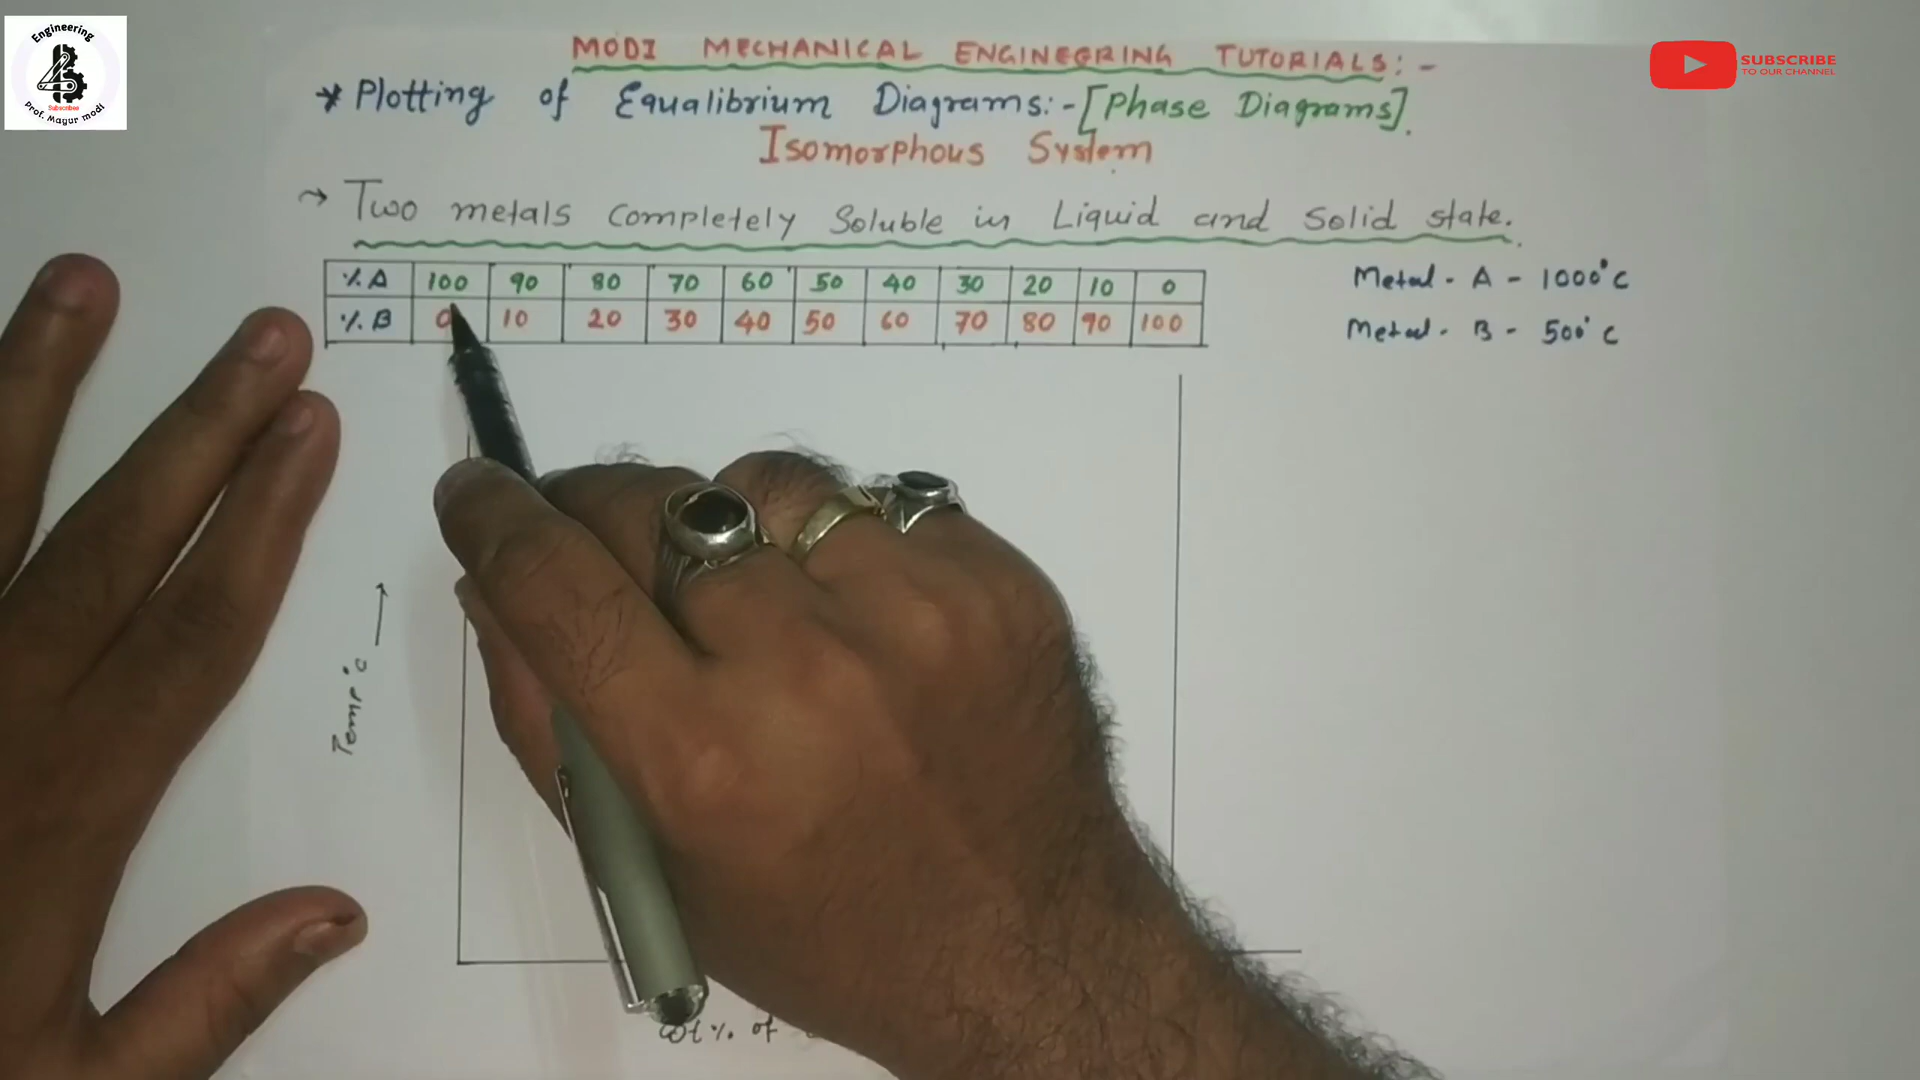 Engineering
Subscribes
Prof. Mayur modi
SUBSCRIBE
TO OUR CHANNEL
MODI MECHANICAL ENGINEERING TUTORIALS:-
* Plotting of Equalibrium Diagrams:-[Phase Diagrams].
Isomorphous System
→ Two metals Completely Soluble in Liquid and Solid state.
%A 100 90 80 70 60 50 40 30 20 10 0
%B 0 10 20 30 40 50 60 70 80 90 100
Metal - A - 1000°C
Metal - B - 500°C
Temp °c →
wt % of